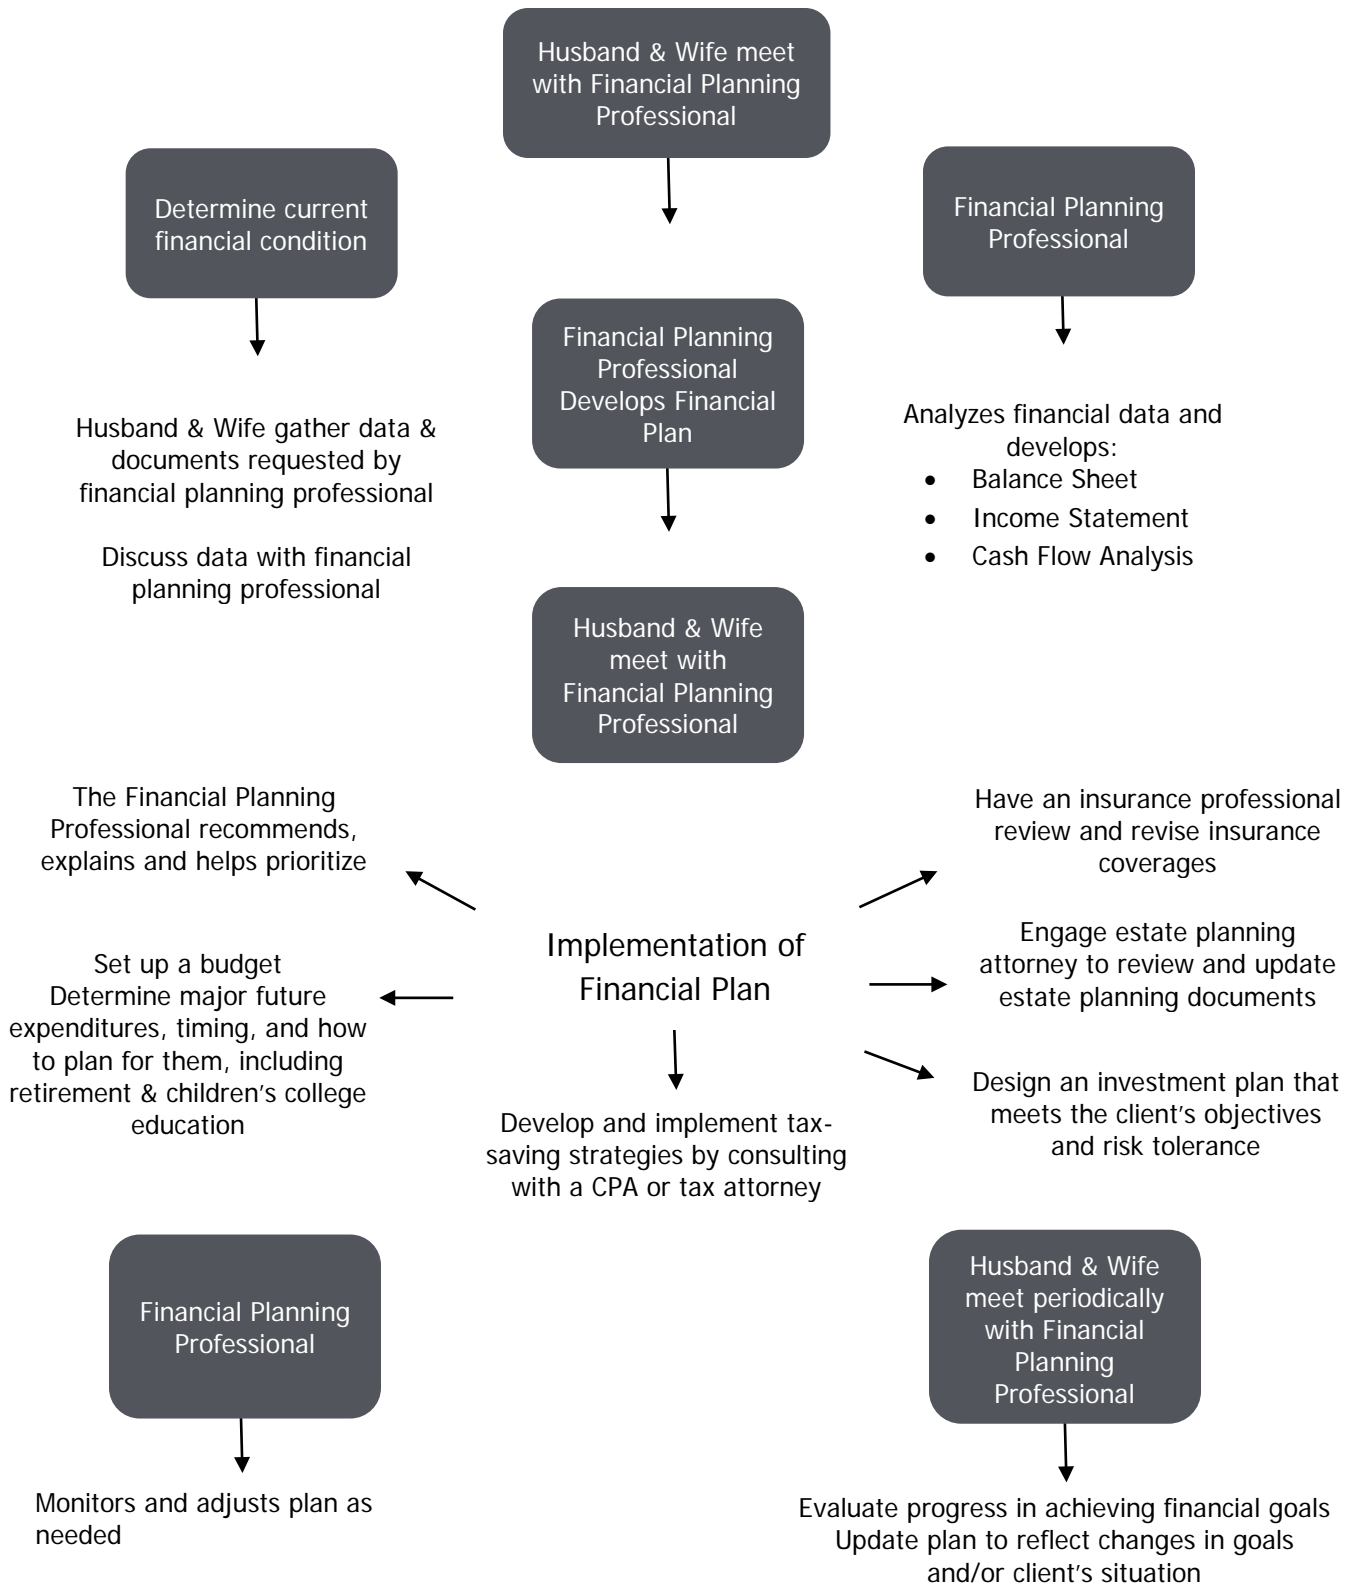 Husband & Wife meet
with Financial Planning
Professional
Determine current
financial condition
Financial Planning
Professional
Husband & Wife gather data &
documents requested by
financial planning professional
Discuss data with financial
planning professional
Financial Planning
Professional
Develops Financial
Plan
Analyzes financial data and
develops:
• Balance Sheet
• Income Statement
• Cash Flow Analysis
Husband & Wife
meet with
Financial Planning
Professional
The Financial Planning
Professional recommends,
explains and helps prioritize
Set up a budget
Determine major future
expenditures, timing, and how
to plan for them, including
retirement & children’s college
education
Implementation of
Financial Plan
Develop and implement tax-
saving strategies by consulting
with a CPA or tax attorney
Have an insurance professional
review and revise insurance
coverages
Engage estate planning
attorney to review and update
estate planning documents
Design an investment plan that
meets the client’s objectives
and risk tolerance
Financial Planning
Professional
Monitors and adjusts plan as
needed
Husband & Wife
meet periodically
with Financial
Planning
Professional
Evaluate progress in achieving financial goals
Update plan to reflect changes in goals
and/or client’s situation